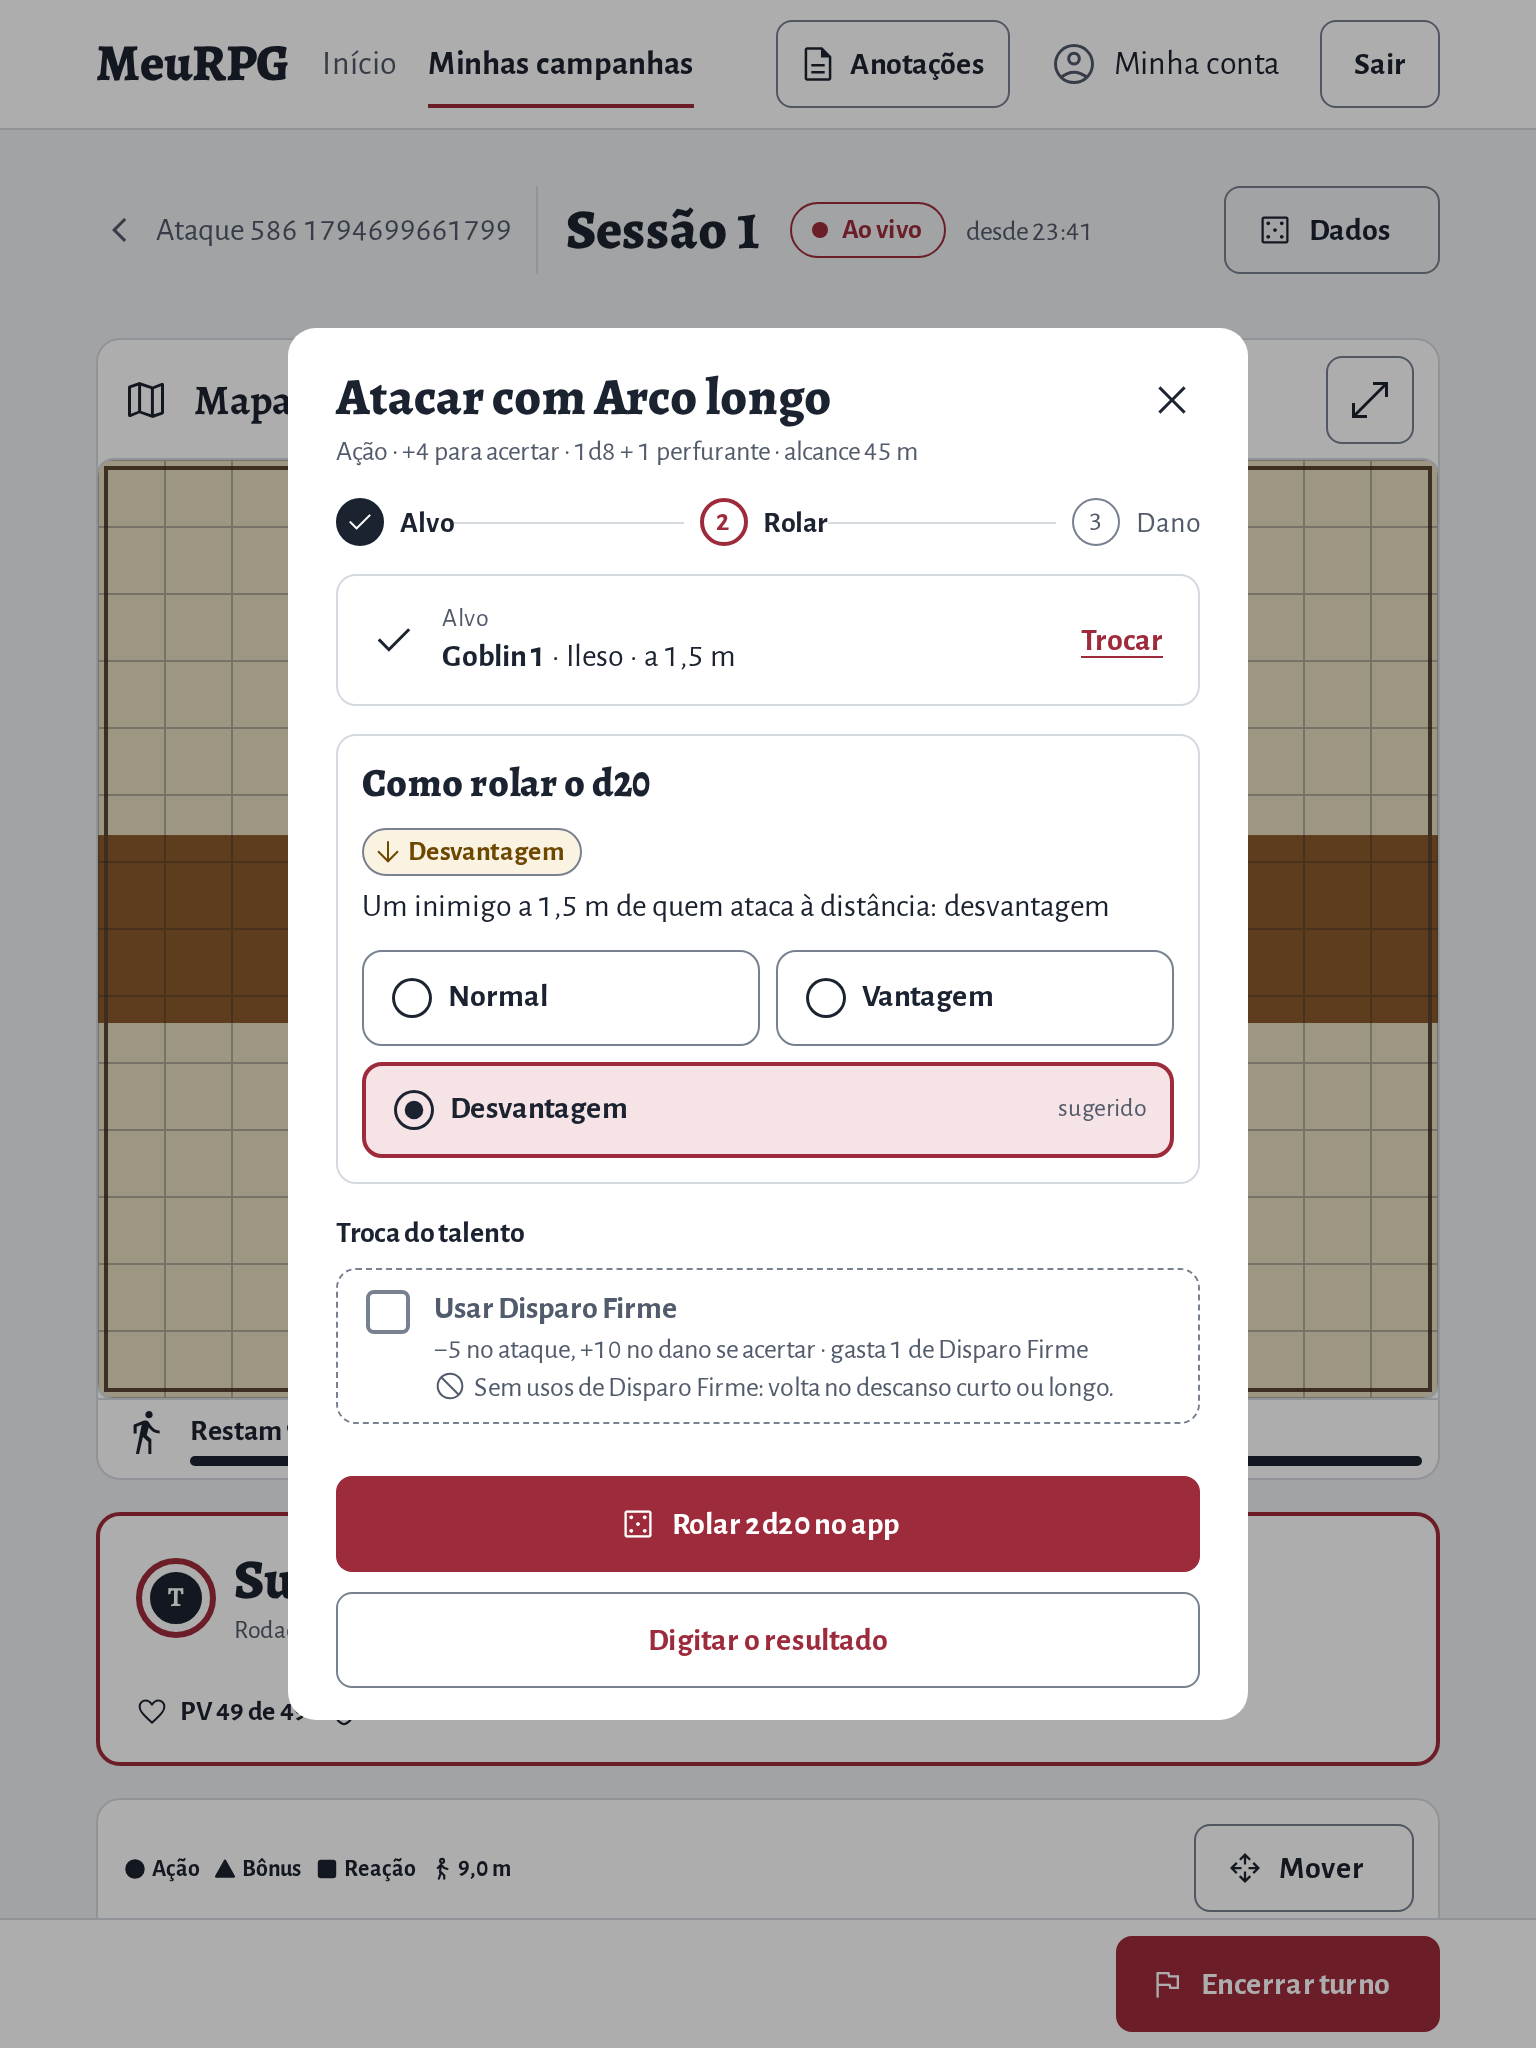 MeuRPG Início Minhas campanhas Anotações Minha conta Sair
Ataque 586 1794699661799 Sessão 1 Ao vivo desde 23:41 Dados
Mapa
Atacar com Arco longo
Ação · +4 para acertar · 1d8 + 1 perfurante · alcance 45 m
Alvo 2 Rolar 3 Dano
Alvo
Goblin 1 · Ileso · a 1,5 m
Trocar
Como rolar o d20
Desvantagem
Um inimigo a 1,5 m de quem ataca à distância: desvantagem
Normal Vantagem
Desvantagem sugerido
Troca do talento
Usar Disparo Firme
−5 no ataque, +10 no dano se acertar · gasta 1 de Disparo Firme
Sem usos de Disparo Firme: volta no descanso curto ou longo.
Restam
Rolar 2d20 no app
T
Digitar o resultado
PV 49 de
Ação Bônus Reação 9,0 m Mover
Encerrar turno